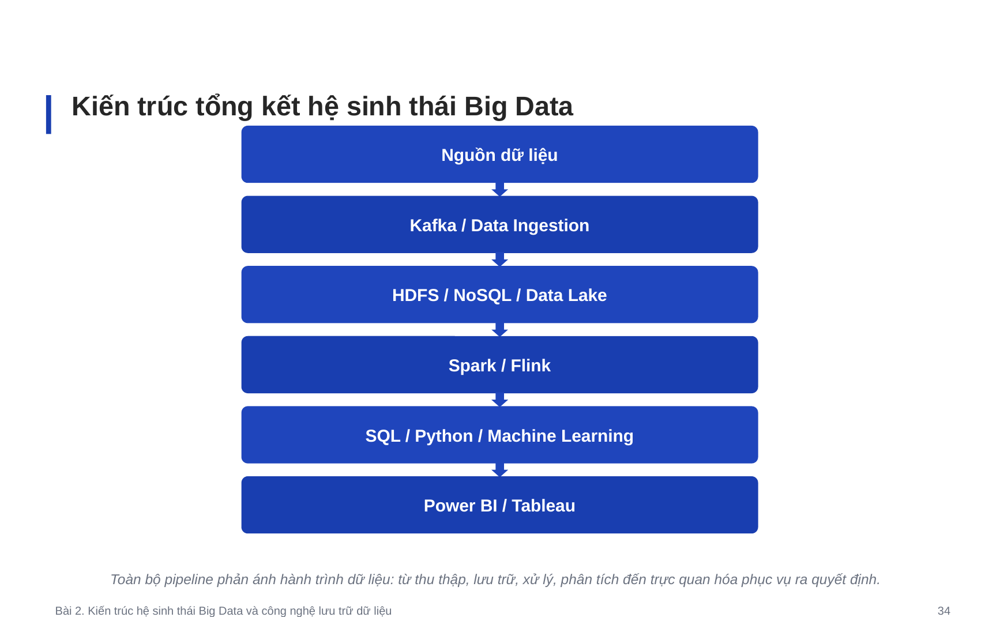 Kiến trúc tổng kết hệ sinh thái Big Data
Nguồn dữ liệu
Kafka / Data Ingestion
HDFS / NoSQL / Data Lake
Spark / Flink
SQL / Python / Machine Learning
Power BI / Tableau
Toàn bộ pipeline phản ánh hành trình dữ liệu: từ thu thập, lưu trữ, xử lý, phân tích đến trực quan hóa phục vụ ra quyết định.
Bài 2. Kiến trúc hệ sinh thái Big Data và công nghệ lưu trữ dữ liệu
34